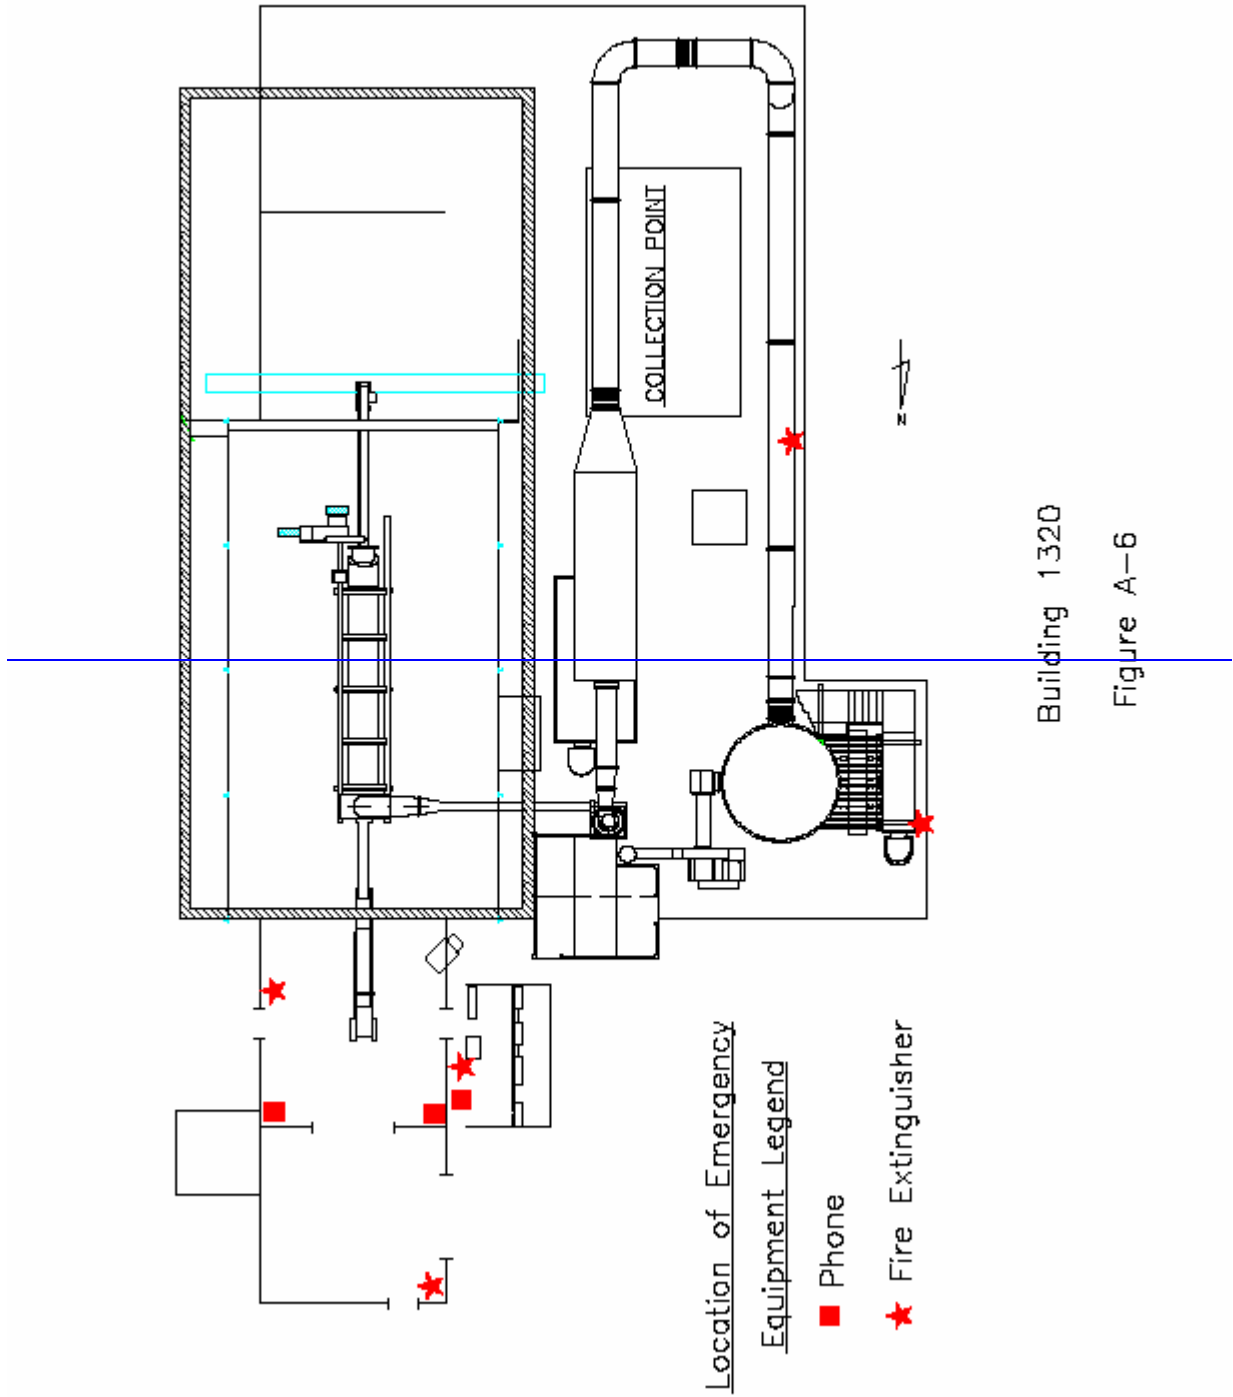 COLLECTION POINT
N
Building 1320
Figure A-6
Location of Emergency
Equipment Legend
Phone
Fire Extinguisher